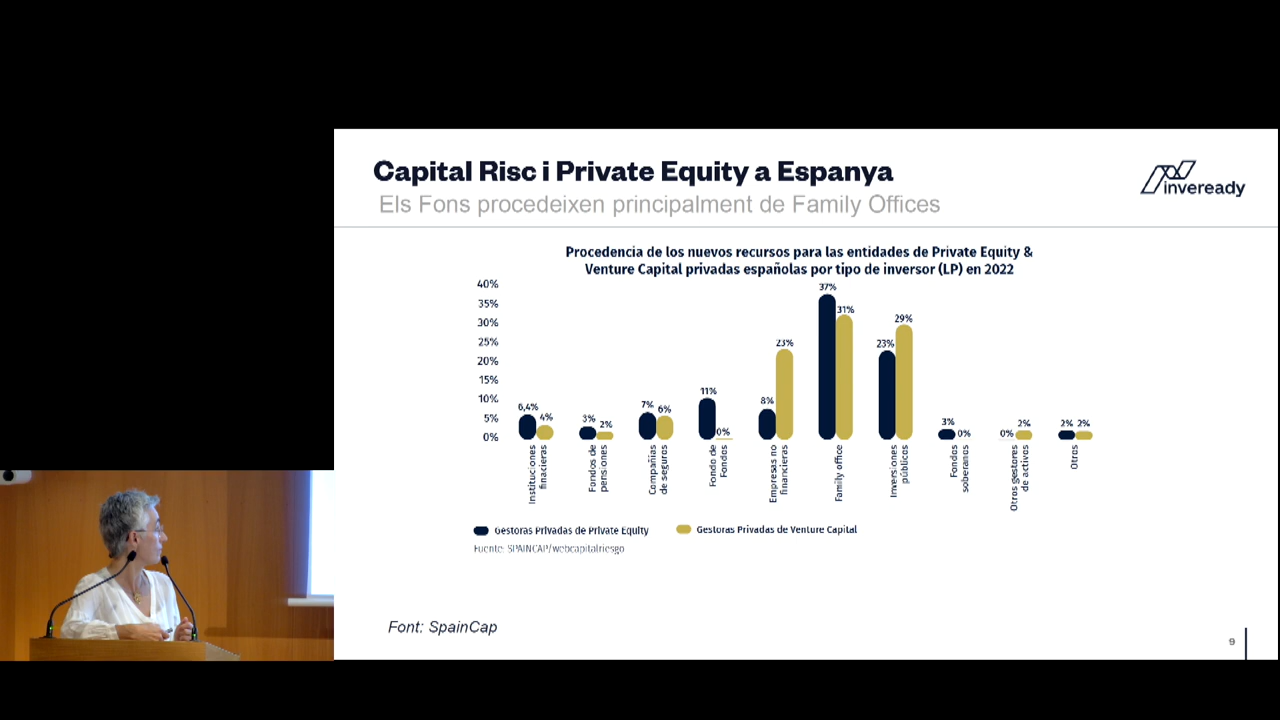 Capital Risc i Private Equity a Espanya
Els Fons procedeixen principalment de Family Offices
inveready
Procedencia de los nuevos recursos para las entidades de Private Equity &
Venture Capital privadas españolas por tipo de inversor (LP) en 2022
40%
35%
30%
25%
20%
15%
10%
5%
0%
6,4%
4%
3%
2%
7%
6%
11%
0%
8%
23%
37%
31%
23%
29%
3%
0%
0%
2%
2%
2%
Instituciones
finacieras
Fondos de
pensiones
Compañias
de seguros
Fondo de
Fondos
Empresas no
financieras
Family office
Inversiones
públicos
Fondos
soberanos
Otros gestores
de activos
Otros
Gestoras Privadas de Private Equity
Gestoras Privadas de Venture Capital
Fuente: SPAINCAP/webcapitalriesgo
Font: SpainCap
9